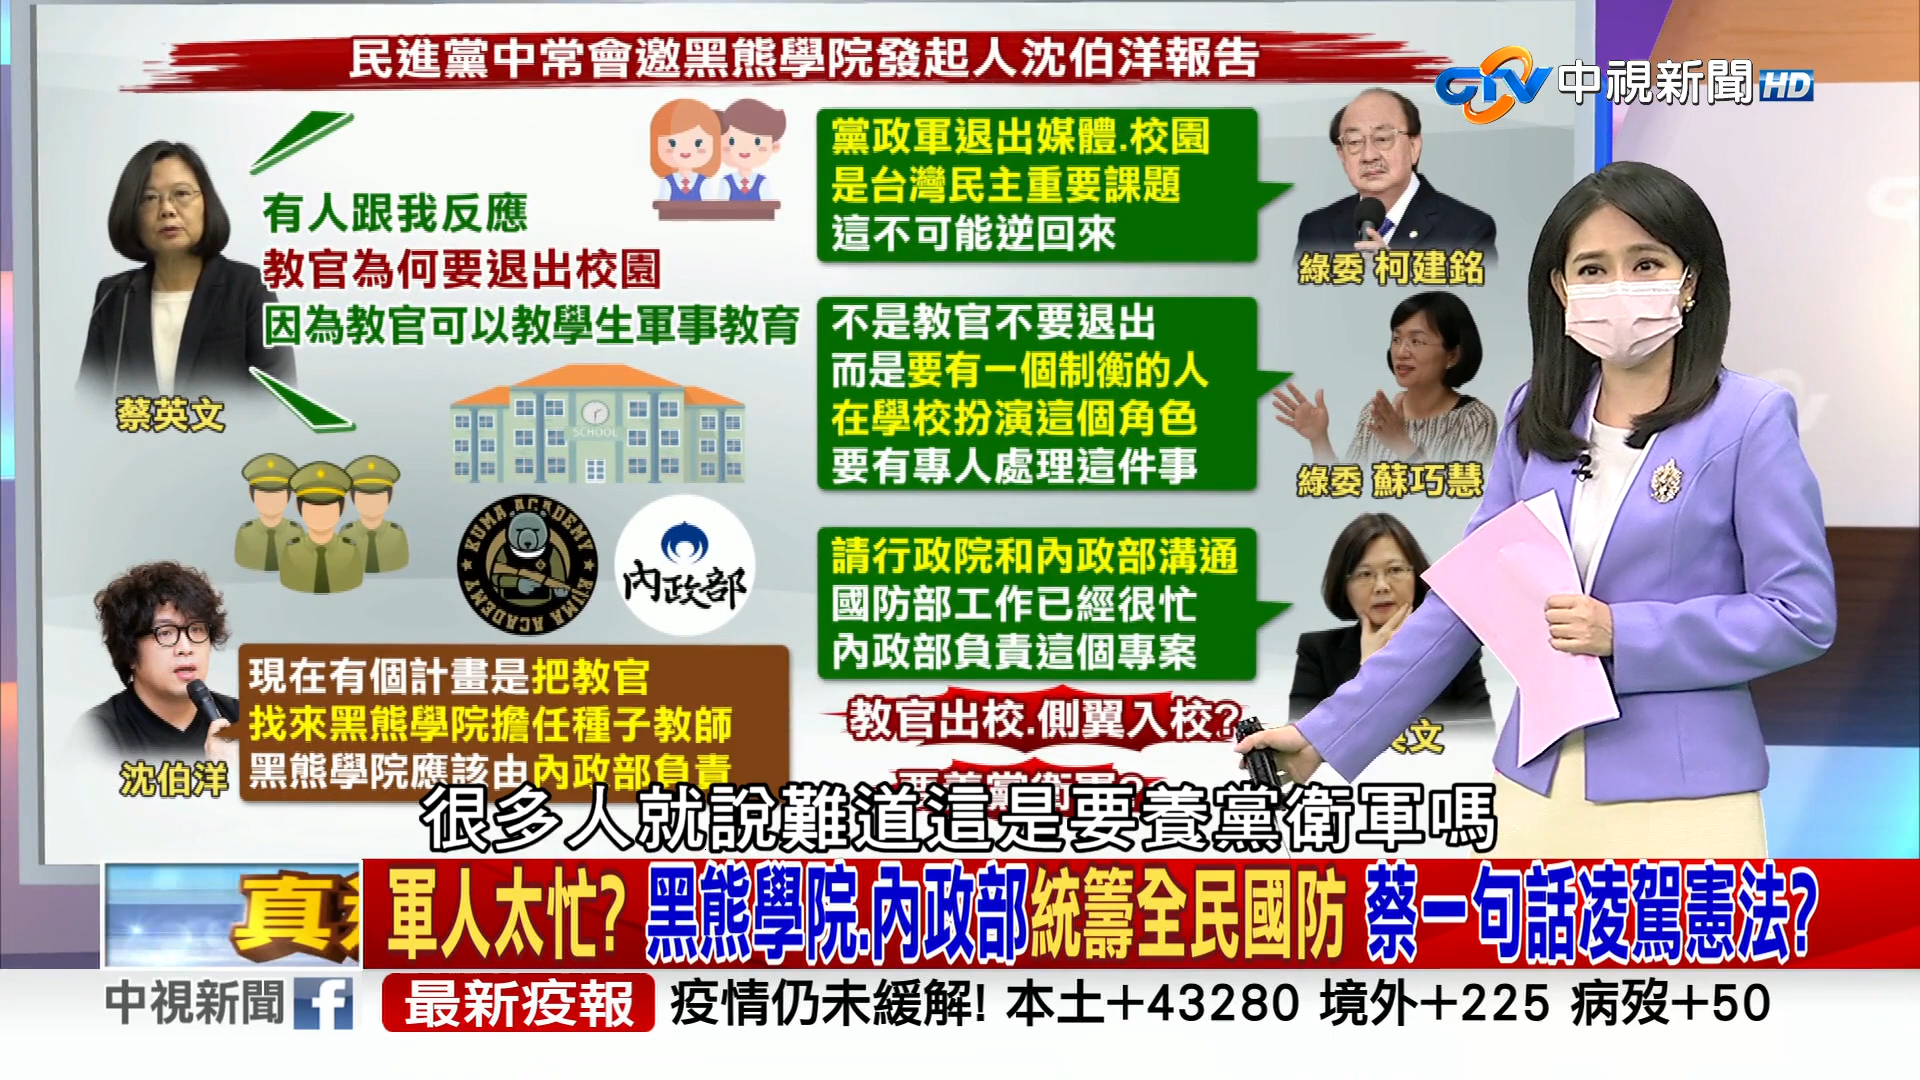 民進黨中常會邀黑熊學院發起人沈伯洋報告
CTV 中視新聞 HD
有人跟我反應
教官為何要退出校園
因為教官可以教學生軍事教育
蔡英文
SCHOOL
KUMA ACADEMY
KUMA ACADEMY
內政部
現在有個計畫是把教官
找來黑熊學院擔任種子教師
黑熊學院應該由內政部負責
沈伯洋
黨政軍退出媒體.校園
是台灣民主重要課題
這不可能逆回來
綠委 柯建銘
不是教官不要退出
而是要有一個制衡的人
在學校扮演這個角色
要有專人處理這件事
綠委 蘇巧慧
請行政院和內政部溝通
國防部工作已經很忙
內政部負責這個專案
英文
教官出校.側翼入校?
要養黨衛軍?
很多人就說難道這是要養黨衛軍嗎
真
軍人太忙? 黑熊學院.內政部統籌全民國防 蔡一句話凌駕憲法?
中視新聞 f
最新疫報 疫情仍未緩解! 本土+43280 境外+225 病歿+50